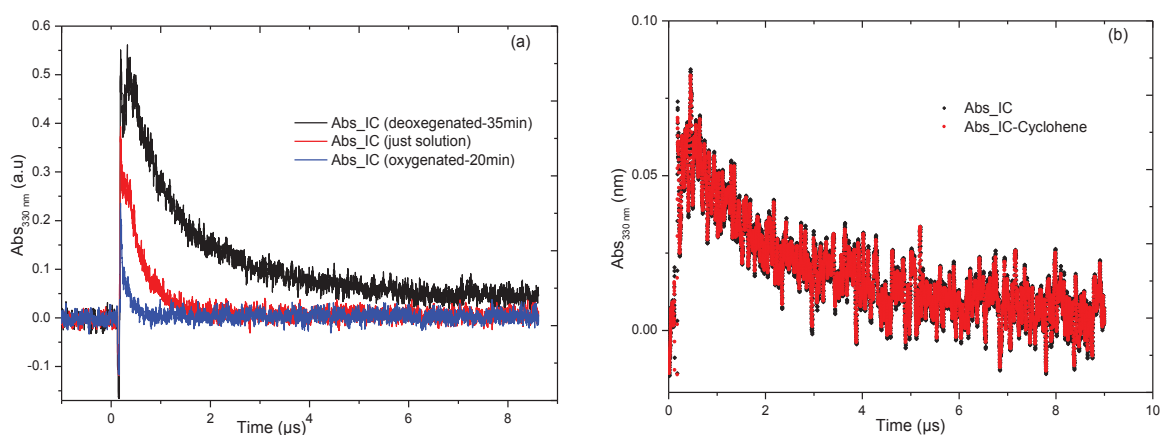 (a)
Abs_IC (deoxegenated-35min)
Abs_IC (just solution)
Abs_IC (oxygenated-20min)
Abs330 nm (a.u)
0.6
0.5
0.4
0.3
0.2
0.1
0.0
-0.1
0 2 4 6 8
Time (µs)
(b)
Abs_IC
Abs_IC-Cyclohene
Abs330 nm (nm)
0.10
0.05
0.00
0 2 4 6 8 10
Time (µs)